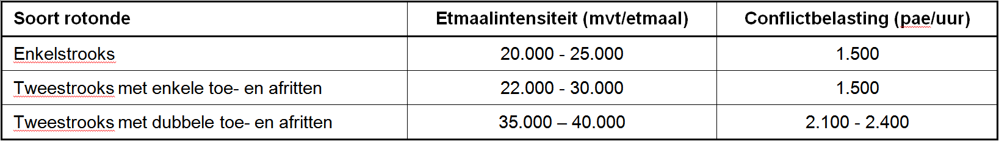 Soort rotonde Etmaalintensiteit (mvt/etmaal) Conflictbelasting (pae/uur)
Enkelstrooks 20.000 - 25.000 1.500
Tweestrooks met enkele toe- en afritten 22.000 - 30.000 1.500
Tweestrooks met dubbele toe- en afritten 35.000 – 40.000 2.100 - 2.400